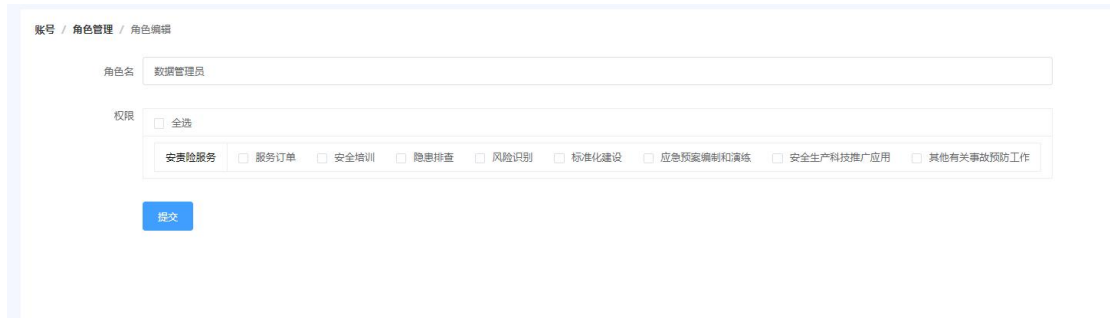 账号 / 角色管理 / 角色编辑
角色名 数据管理员
权限 全选
安责险服务 服务订单 安全培训 隐患排查 风险识别 标准化建设 应急预案编制和演练 安全生产科技推广应用 其他有关事故预防工作
提交